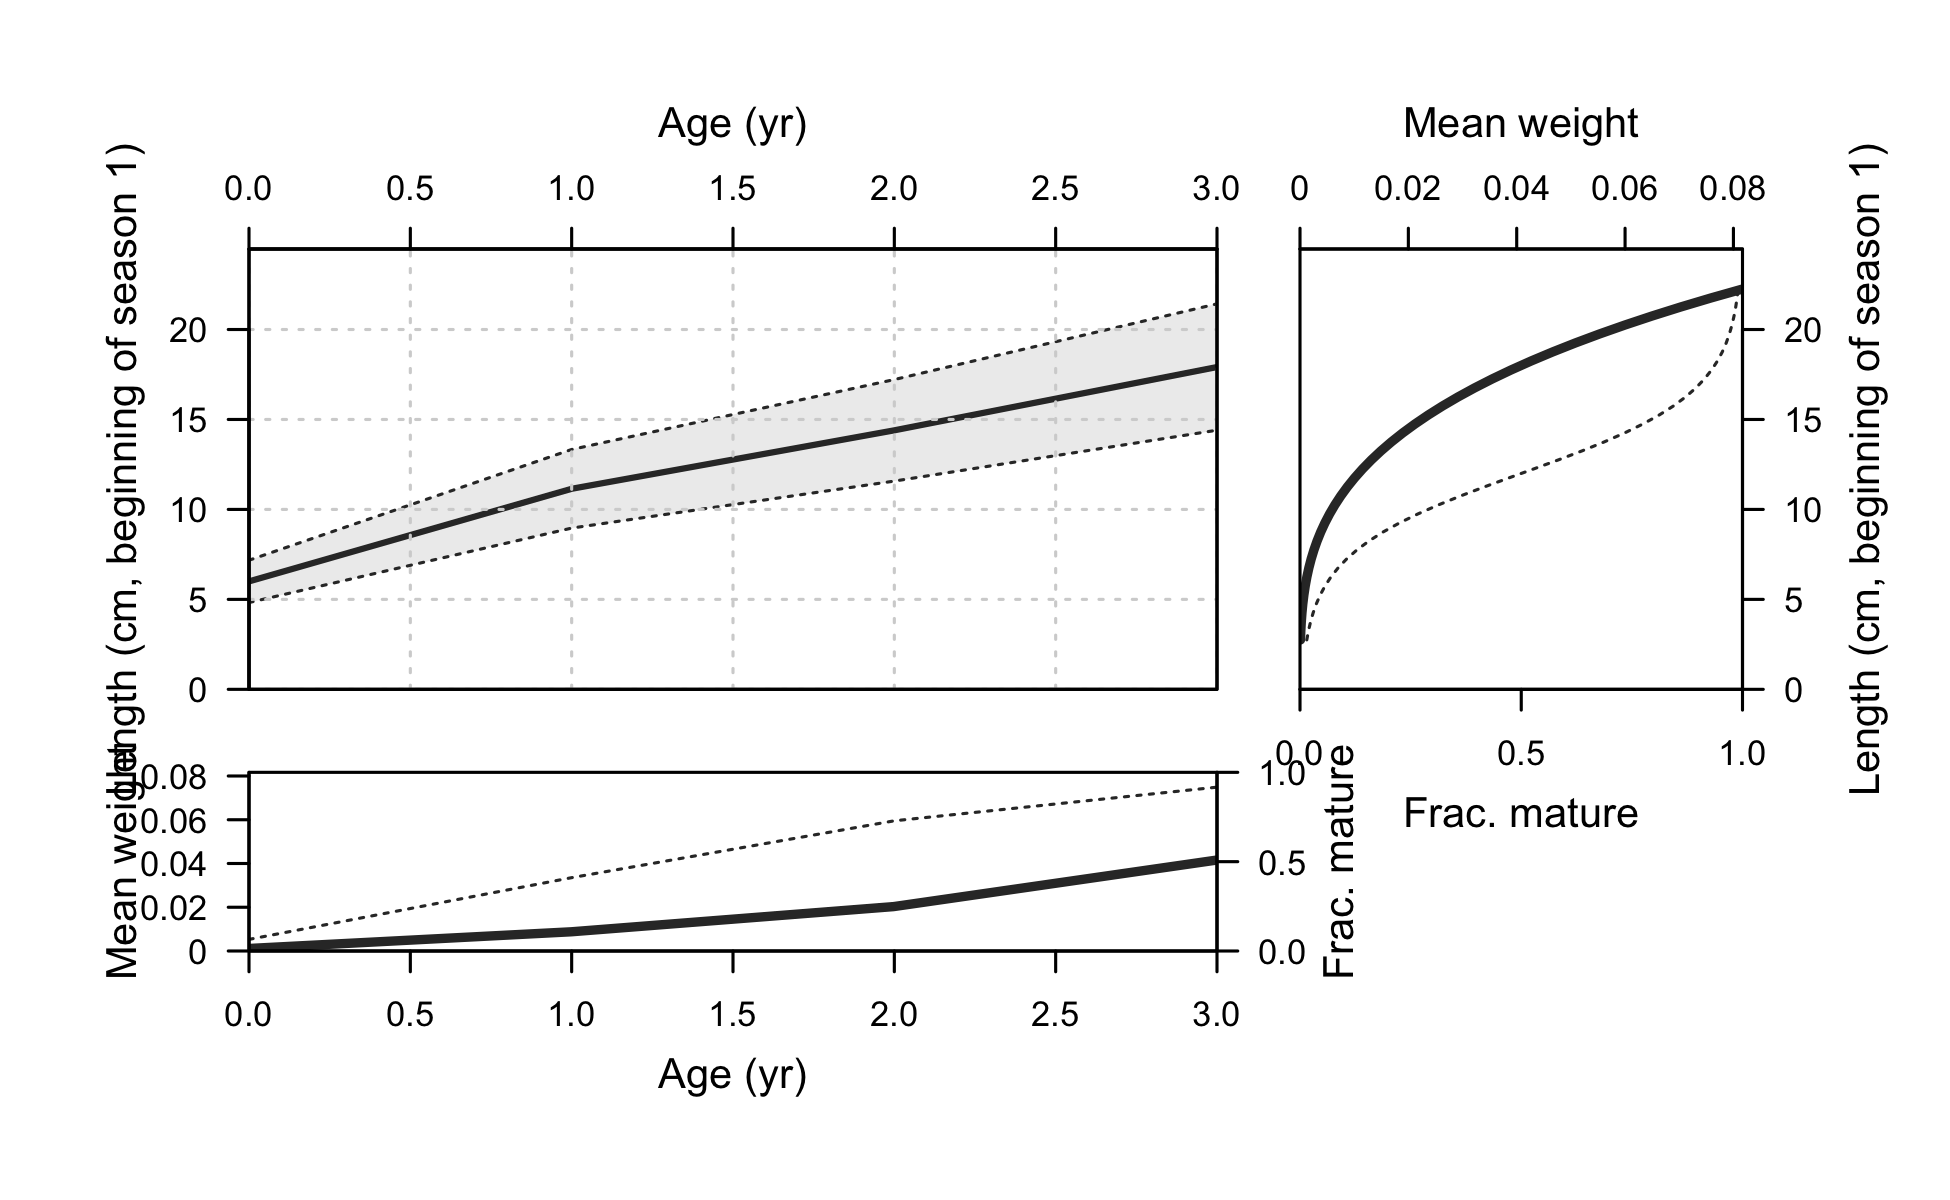 Age (yr)
0.0 0.5 1.0 1.5 2.0 2.5 3.0
Length (cm, beginning of season 1)
20
15
10
5
0
Mean weight
0 0.02 0.04 0.06 0.08
20
15
10
5
0
Length (cm, beginning of season 1)
0.0 0.5 1.0
Frac. mature
Mean weight
0.08
0.06
0.04
0.02
0
1.0
0.5
0.0
Frac. mature
0.0 0.5 1.0 1.5 2.0 2.5 3.0
Age (yr)